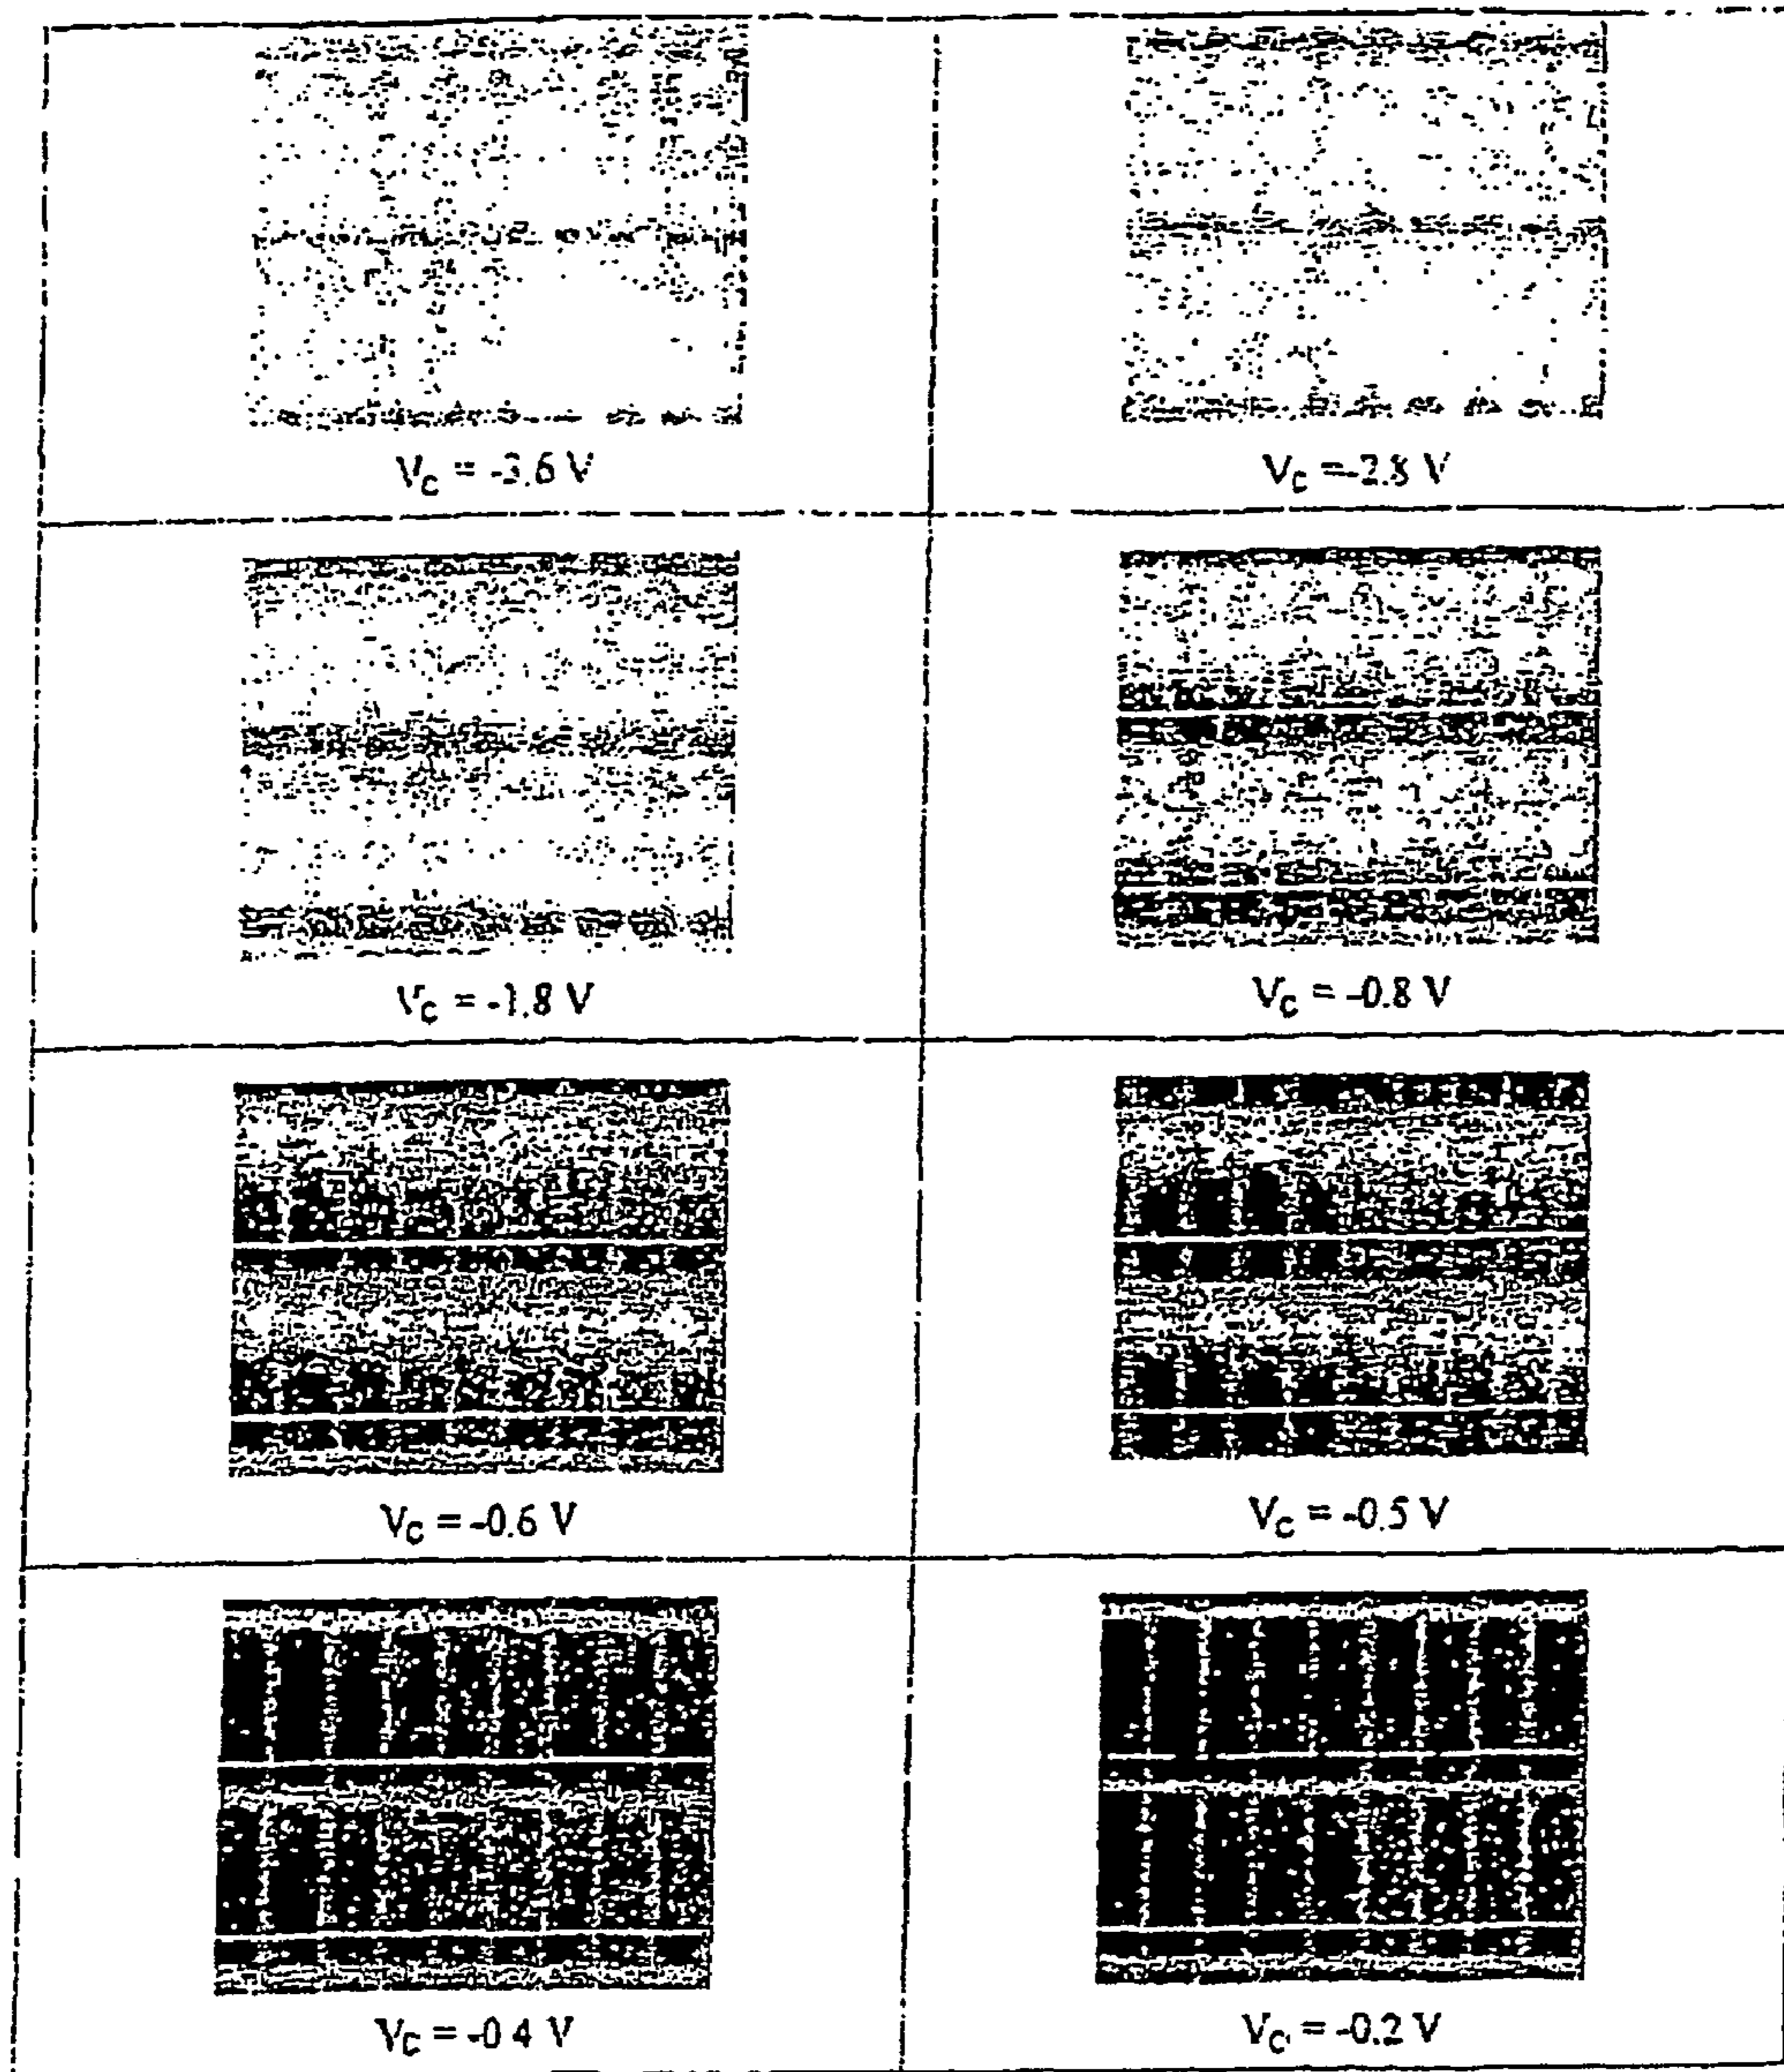 V_C = -3.6 V
V_C =-2.8 V
V_C = -1.8 V
V_C = -0.8 V
V_C = -0.6 V
V_C = -0.5 V
V_C = -0.4 V
V_C = -0.2 V